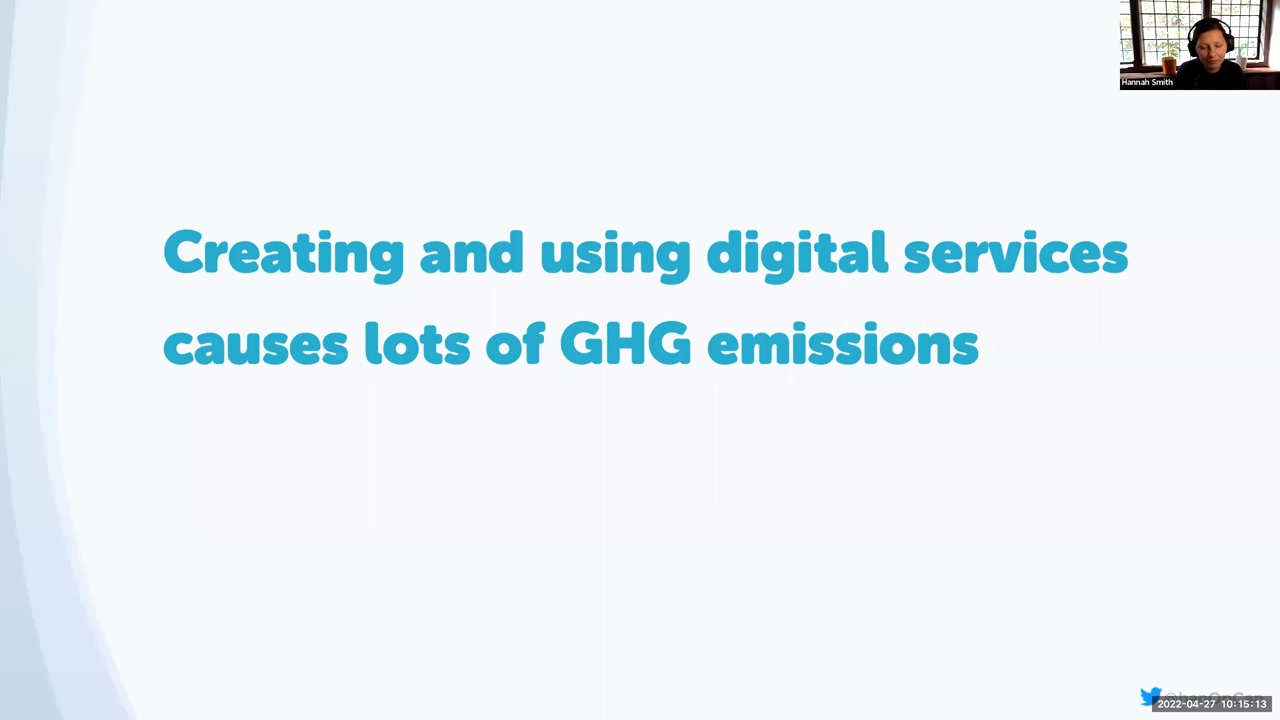 Hannah Smith
Creating and using digital services
causes lots of GHG emissions
2022-04-27 10:15:13